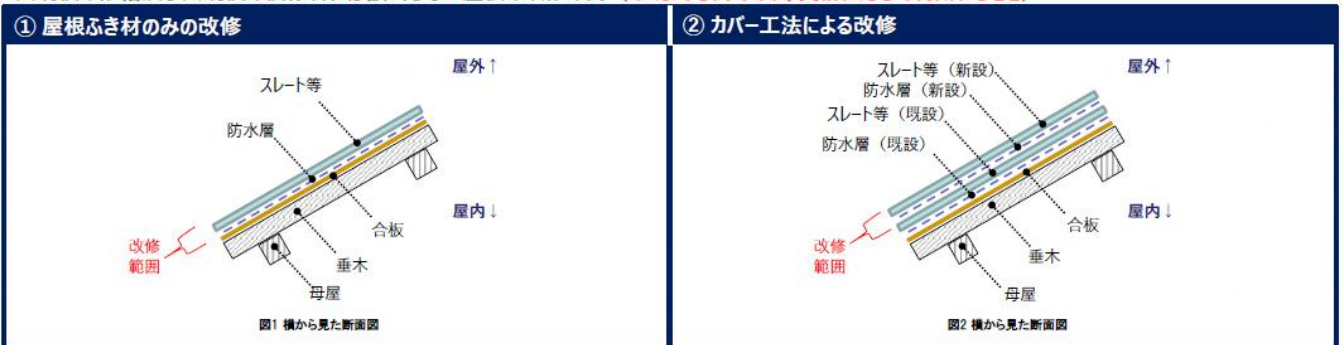 ① 屋根ふき材のみの改修
屋外↑
スレート等
防水層
屋内↓
合板
改修
範囲
垂木
母屋
図1 横から見た断面図
② カバー工法による改修
屋外↑
スレート等（新設）
防水層（新設）
スレート等（既設）
防水層（既設）
屋内↓
合板
改修
範囲
垂木
母屋
図2 横から見た断面図